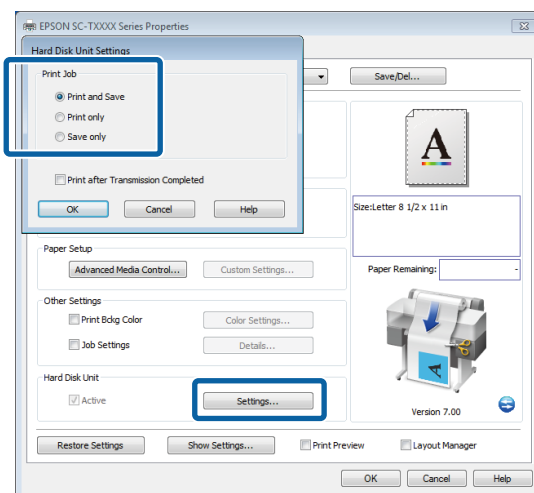 EPSON SC-TXXXX Series Properties
Hard Disk Unit Settings
Print Job
Print and Save
Print only
Save only
Print after Transmission Completed
OK Cancel Help
Save/Del...
A
Size:Letter 8 1/2 x 11 in
Paper Setup
Advanced Media Control... Custom Settings...
Paper Remaining: -
Other Settings
Print Bckg Color Color Settings...
Job Settings Details...
A
Hard Disk Unit
Active Settings...
Version 7.00
Restore Settings Show Settings... Print Preview Layout Manager
OK Cancel Help